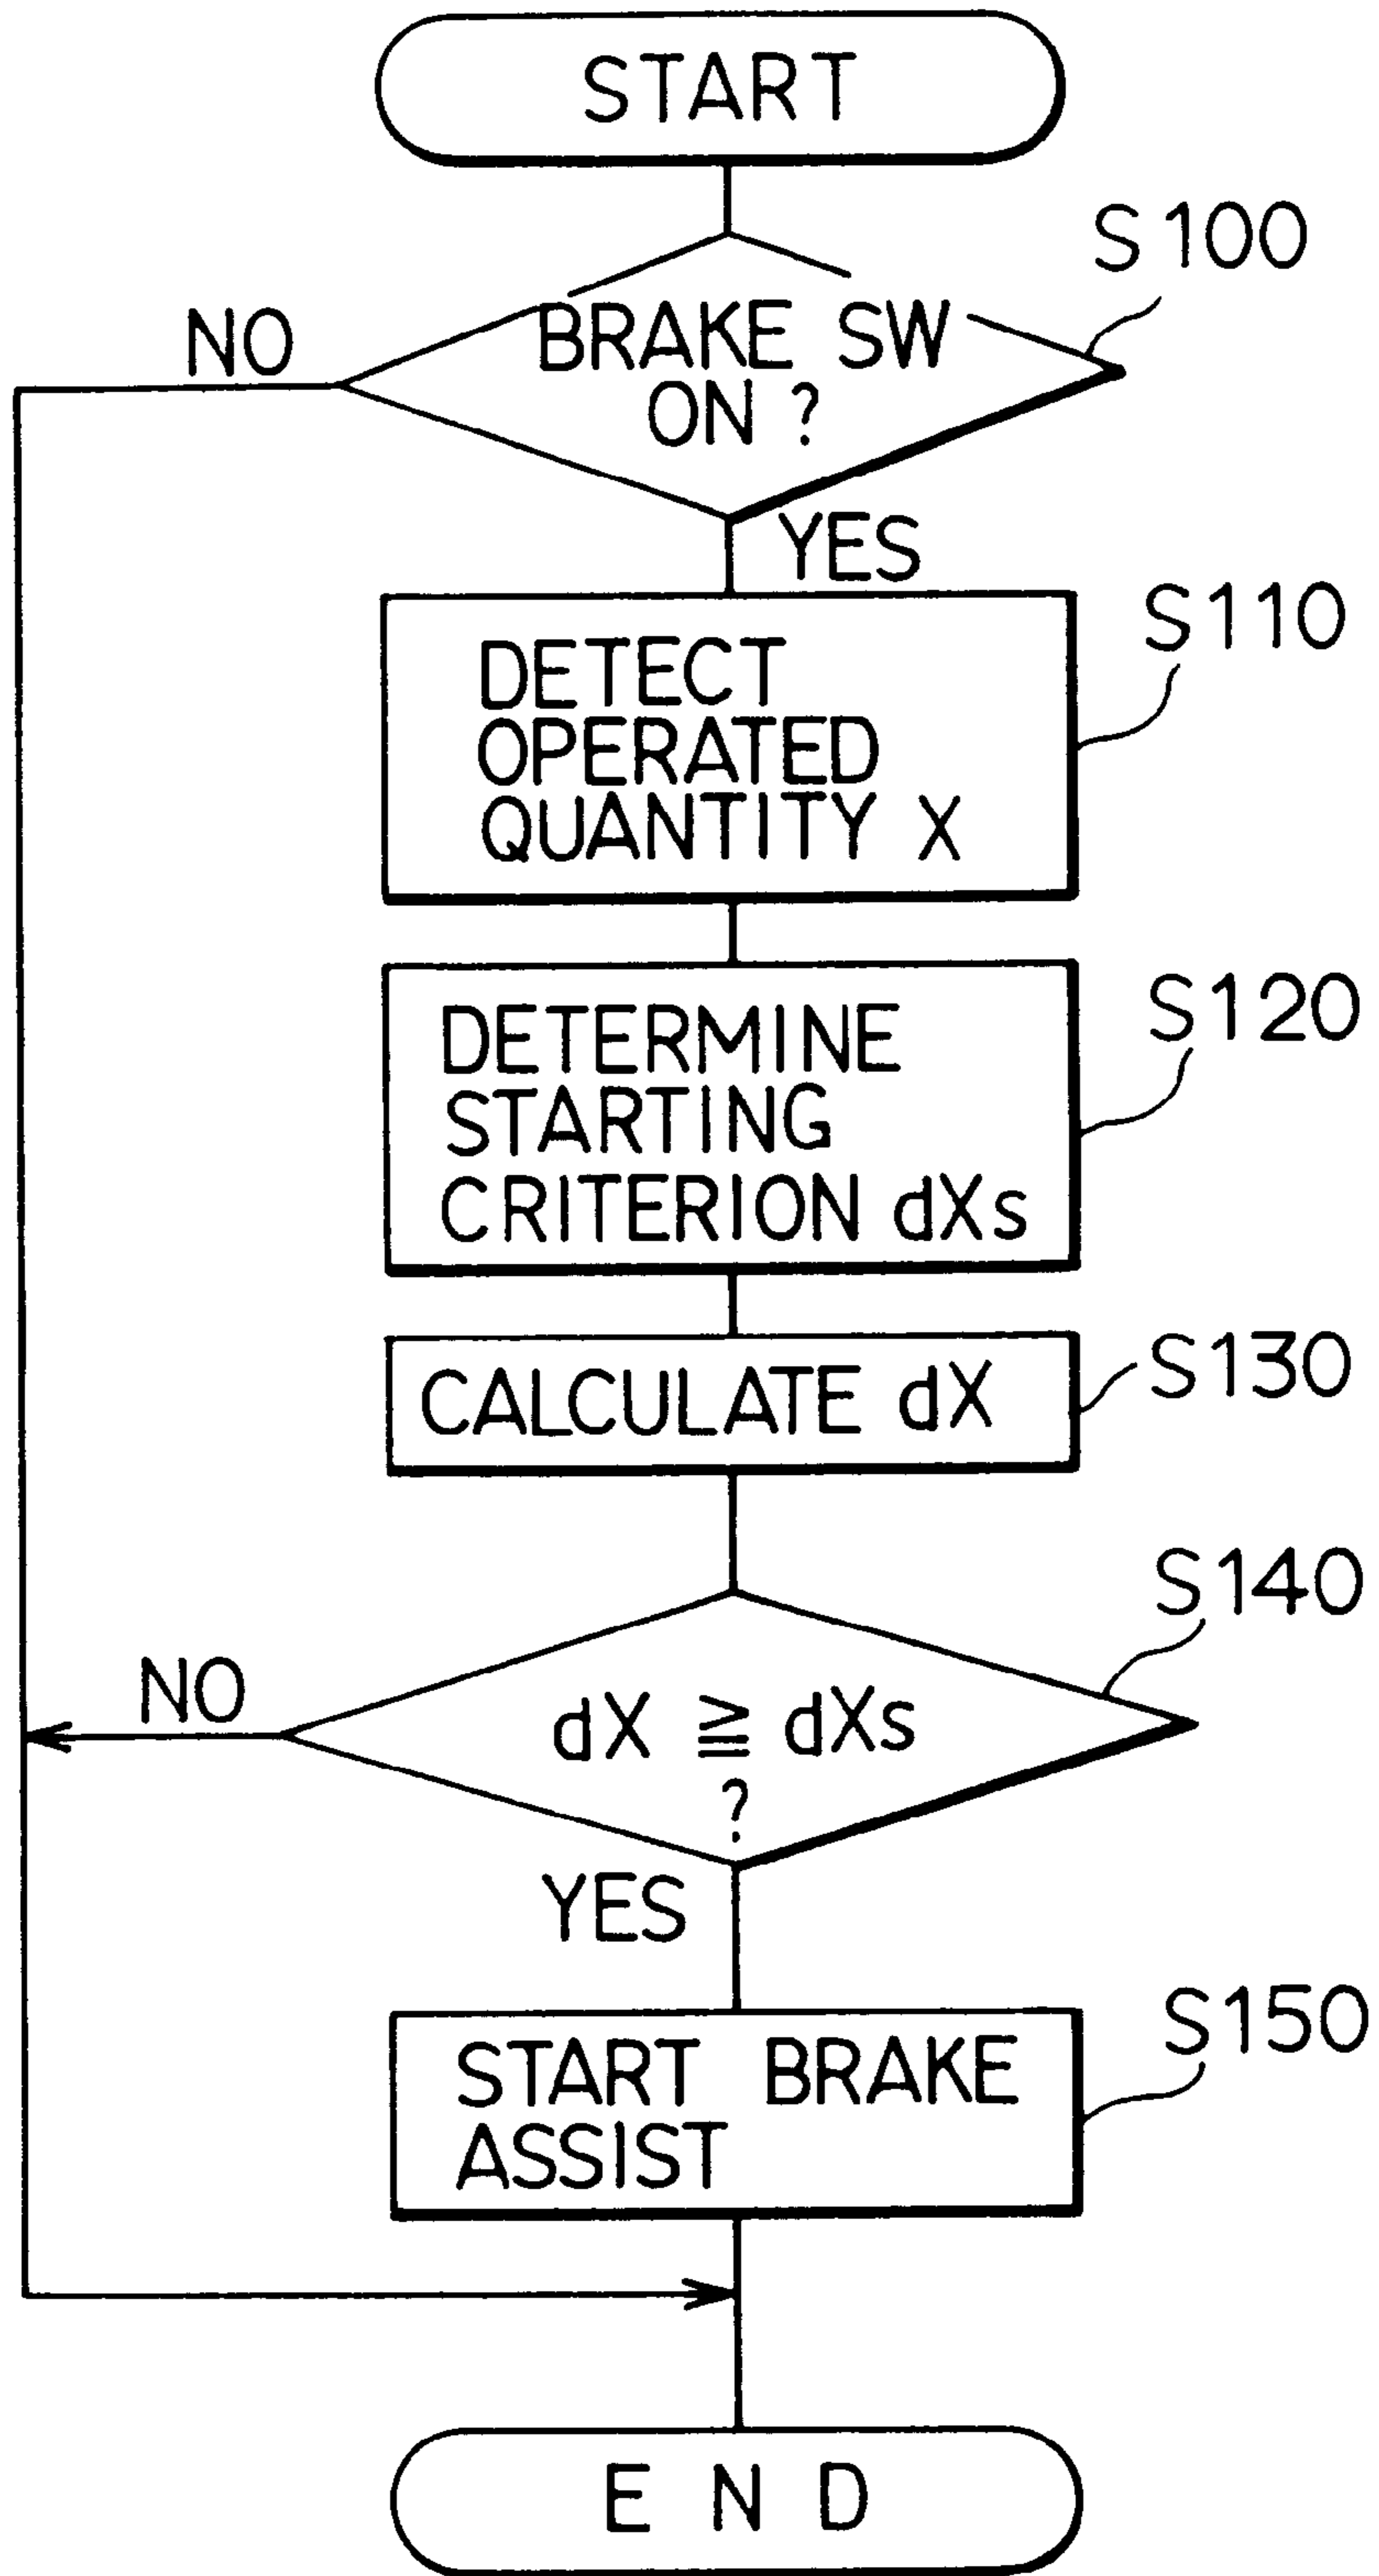 START
S100
NO
BRAKE SW
ON ?
YES
S110
DETECT
OPERATED
QUANTITY X
S120
DETERMINE
STARTING
CRITERION dXs
S130
CALCULATE dX
S140
NO
dX ≧ dXs
?
YES
S150
START BRAKE
ASSIST
E N D